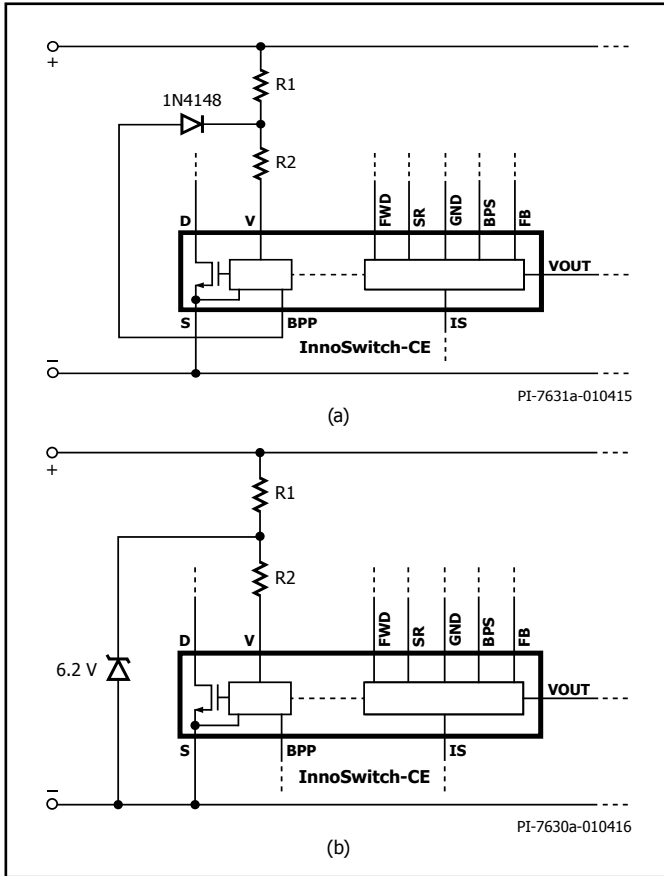 +
R1
1N4148
R2
D V FWD SR GND BPS FB
VOUT
S BPP IS
InnoSwitch-CE
−
PI-7631a-010415
(a)
+
R1
R2
D V FWD SR GND BPS FB
6.2 V
VOUT
S BPP IS
InnoSwitch-CE
−
PI-7630a-010416
(b)